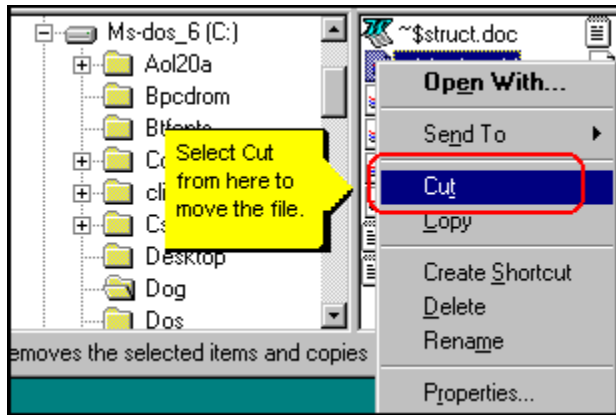 Ms-dos_6 (C:)
Aol20a
Bpcdrom
Select Cut
from here to
move the file.
Desktop
Dog
Dos
~$struct.doc
Open With...
Send To
Cut
Copy
Create Shortcut
Delete
Rename
Properties...
emoves the selected items and copies